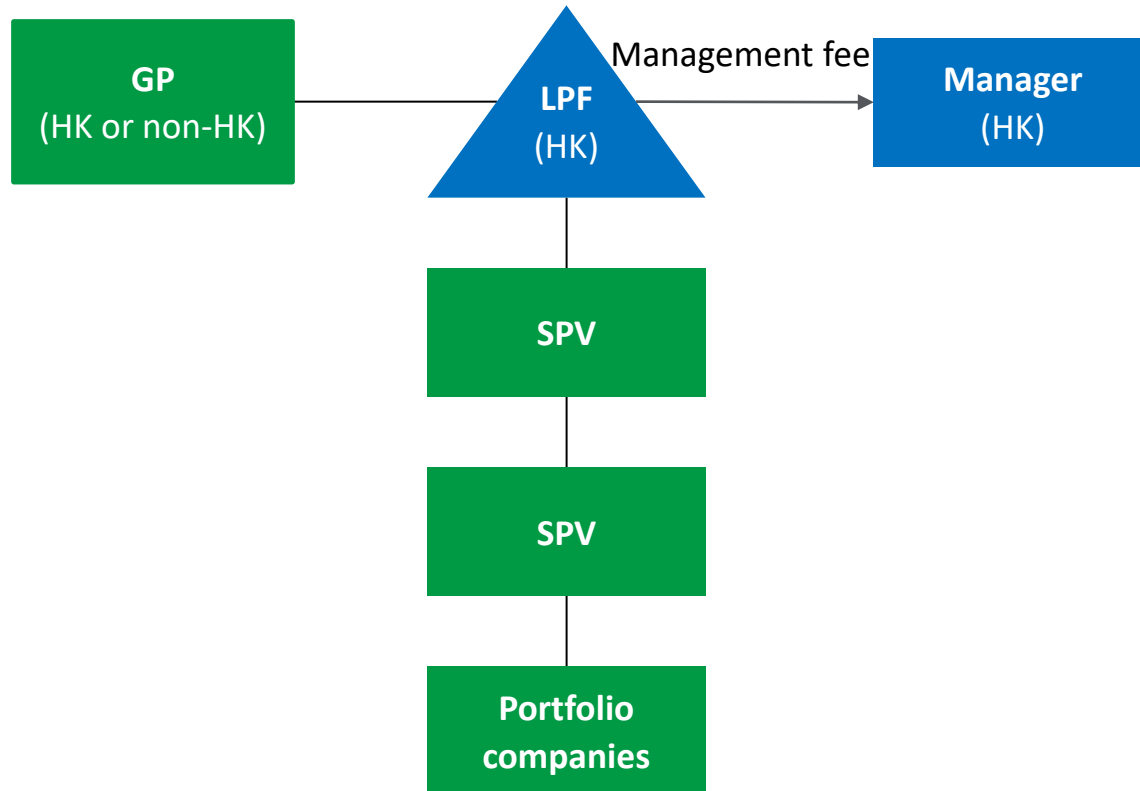 GP
(HK or non-HK)
LPF
(HK)
Management fee
Manager
(HK)
SPV
SPV
Portfolio
companies